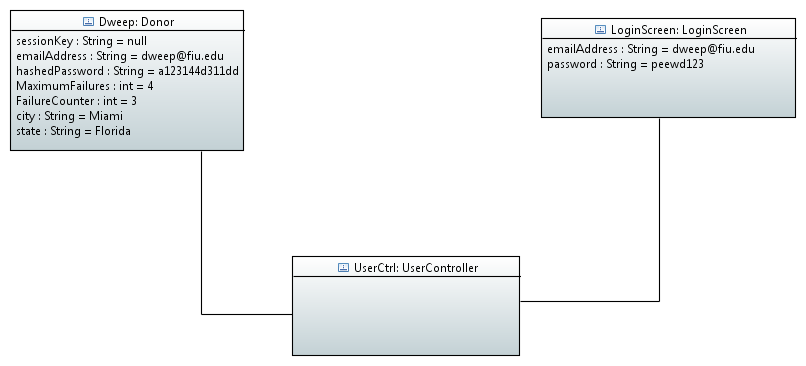 Dweep: Donor
sessionKey : String = null
emailAddress : String = dweep@fiu.edu
hashedPassword : String = a123144d311dd
MaximumFailures : int = 4
FailureCounter : int = 3
city : String = Miami
state : String = Florida
LoginScreen: LoginScreen
emailAddress : String = dweep@fiu.edu
password : String = peewd123
UserCtrl: UserController